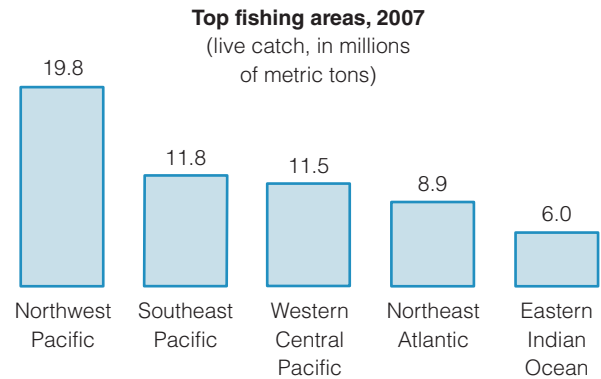 Top fishing areas, 2007
(live catch, in millions
of metric tons)
19.8
11.8
11.5
8.9
6.0
Northwest
Pacific
Southeast
Pacific
Western
Central
Pacific
Northeast
Atlantic
Eastern
Indian
Ocean